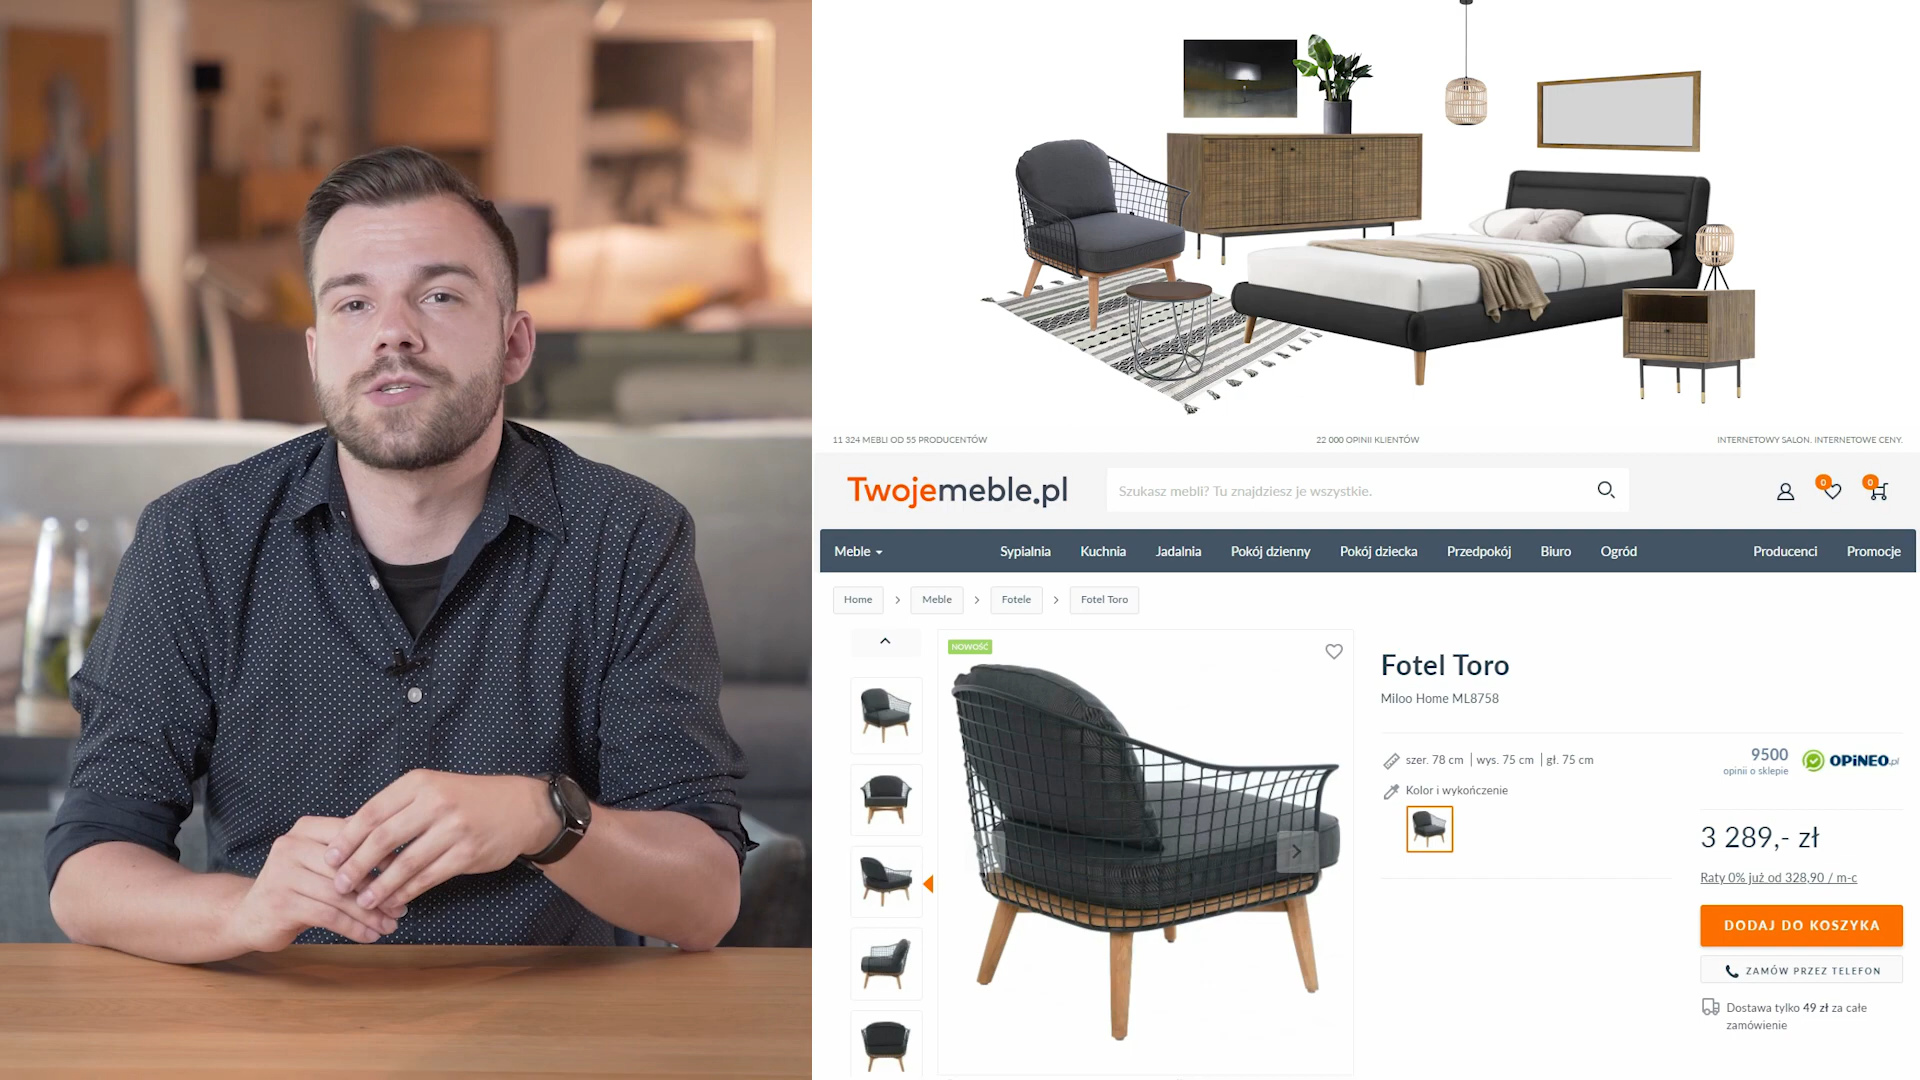 11 324 MEBLI OD 55 PRODUCENTÓW
22 000 OPINII KLIENTÓW
INTERNETOWY SALON. INTERNETOWE CENY.
Twojemeble.pl
Szukasz mebli? Tu znajdziesz je wszystkie.
0
0
Meble
Sypialnia
Kuchnia
Jadalnia
Pokój dzienny
Pokój dziecka
Przedpokój
Biuro
Ogród
Producenci
Promocje
Home
Meble
Fotele
Fotel Toro
NOWOŚĆ
Fotel Toro
Miloo Home ML8758
szer. 78 cm | wys. 75 cm | gł. 75 cm
Kolor i wykończenie
9500
opinii o sklepie
OPiNEO.pl
3 289,- zł
Raty 0% już od 328,90 / m-c
DODAJ DO KOSZYKA
ZAMÓW PRZEZ TELEFON
Dostawa tylko 49 zł za całe
zamówienie